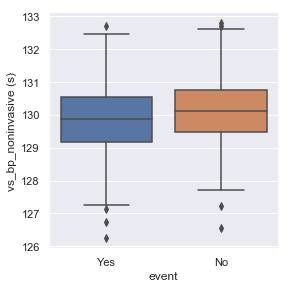 133
132
131
130
129
128
127
126
vs_bp_noninvasive (s)
Yes
No
event